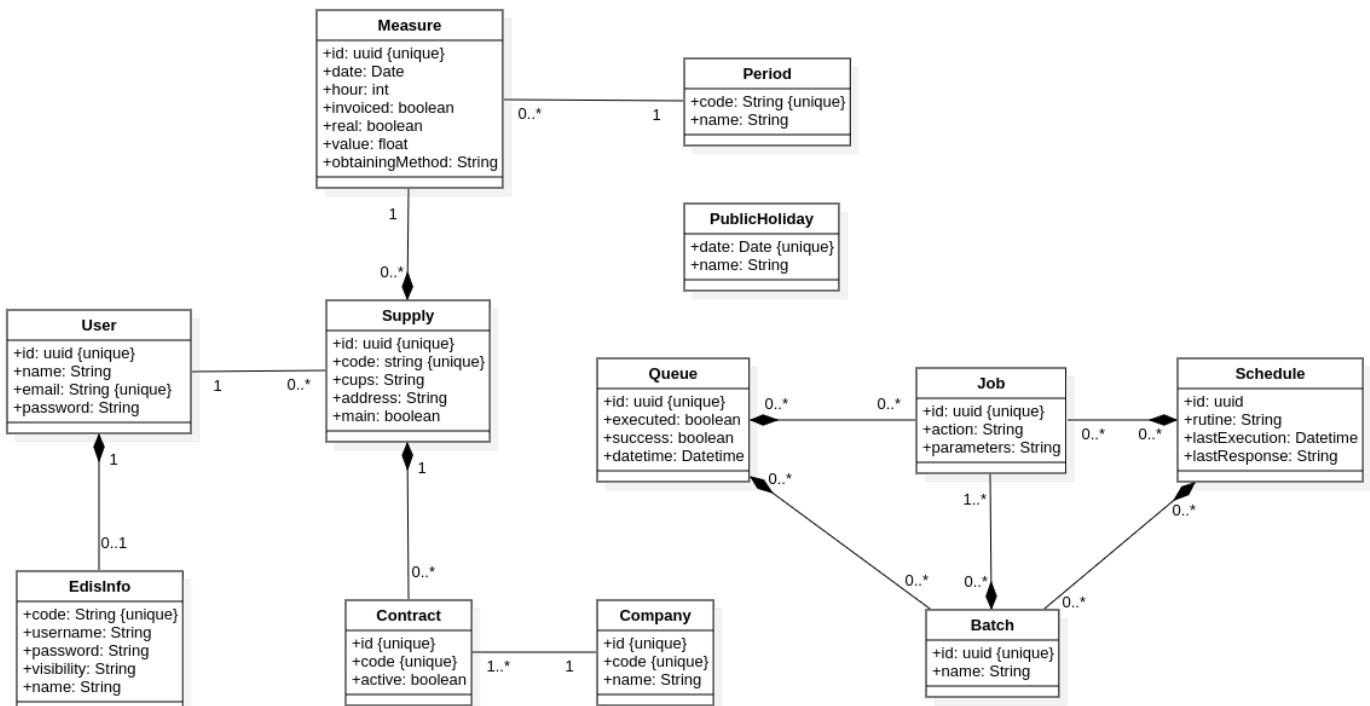 Measure
+id: uuid {unique}
+date: Date
+hour: int
+invoiced: boolean
+real: boolean
+value: float
+obtainingMethod: String
0..*
1
Period
+code: String {unique}
+name: String
PublicHoliday
+date: Date {unique}
+name: String
1
0..*
User
+id: uuid {unique}
+name: String
+email: String {unique}
+password: String
1
0..*
Supply
+id: uuid {unique}
+code: string {unique}
+cups: String
+address: String
+main: boolean
1
0..1
EdisInfo
+code: String {unique}
+username: String
+password: String
+visibility: String
+name: String
1
0..*
Contract
+id {unique}
+code {unique}
+active: boolean
1..*
1
Company
+id {unique}
+code {unique}
+name: String
Queue
+id: uuid {unique}
+executed: boolean
+success: boolean
+datetime: Datetime
0..*
0..*
Job
+id: uuid {unique}
+action: String
+parameters: String
0..*
0..*
Schedule
+id: uuid
+rutine: String
+lastExecution: Datetime
+lastResponse: String
0..*
0..*
1..*
0..*
0..*
0..*
Batch
+id: uuid {unique}
+name: String